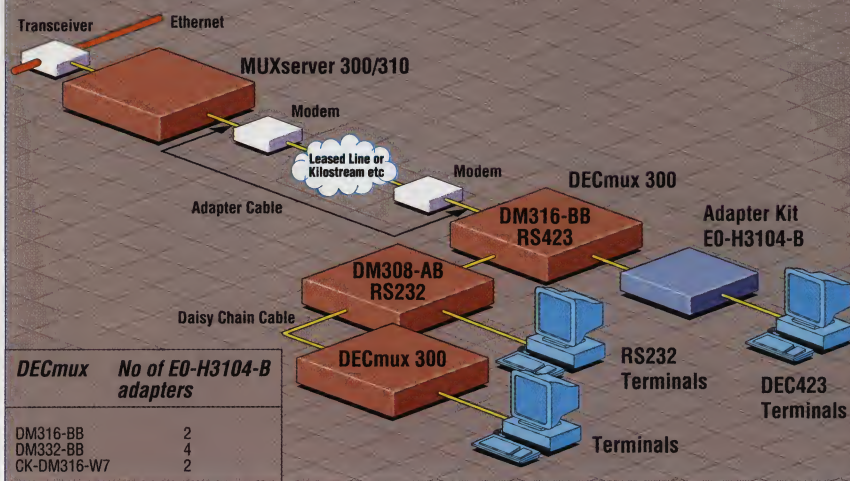 Transceiver
Ethernet
MUXserver 300/310
Modem
Leased Line or
Kilostream etc
Modem
Adapter Cable
DECmux 300
DM316-BB
RS423
Adapter Kit
E0-H3104-B
DM308-AB
RS232
Daisy Chain Cable
DECmux 300
RS232
Terminals
DEC423
Terminals
Terminals
DECmux No of E0-H3104-B
adapters
DM316-BB 2
DM332-BB 4
CK-DM316-W7 2